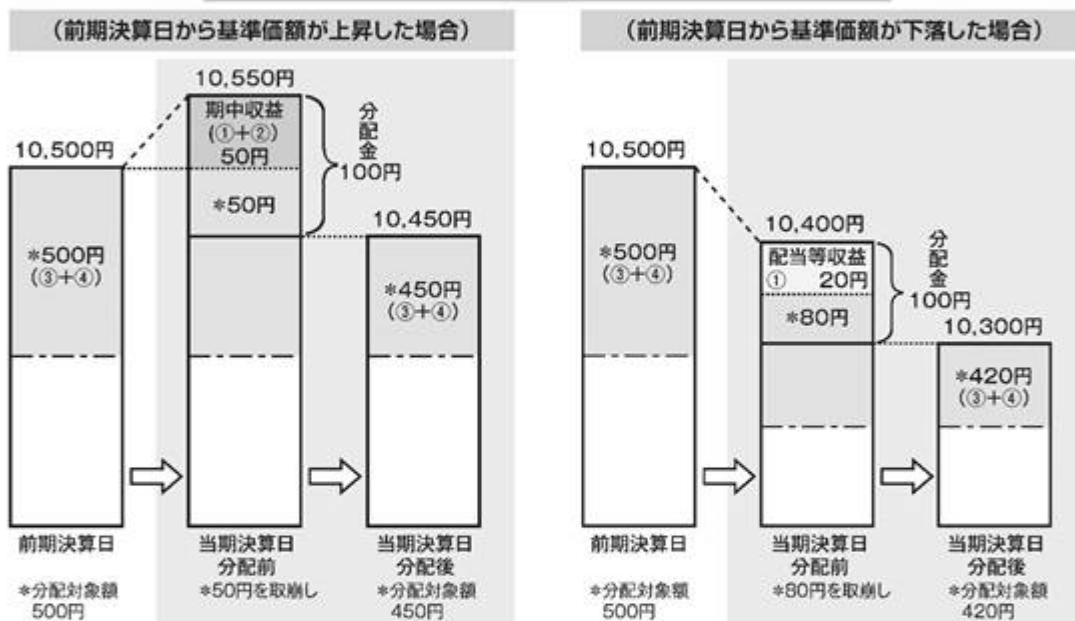 (前期決算日から基準価額が上昇した場合)
10,550円
期中収益
(①+②)
50円
*50円
分配金
100円
10,500円
*500円
(③+④)
10,450円
*450円
(③+④)
前期決算日
当期決算日
分配前
当期決算日
分配後
*分配対象額
500円
*50円を取崩し
*分配対象額
450円
(前期決算日から基準価額が下落した場合)
10,500円
*500円
(③+④)
10,400円
配当等収益
① 20円
*80円
分配金
100円
10,300円
*420円
(③+④)
前期決算日
当期決算日
分配前
当期決算日
分配後
*分配対象額
500円
*80円を取崩し
*分配対象額
420円